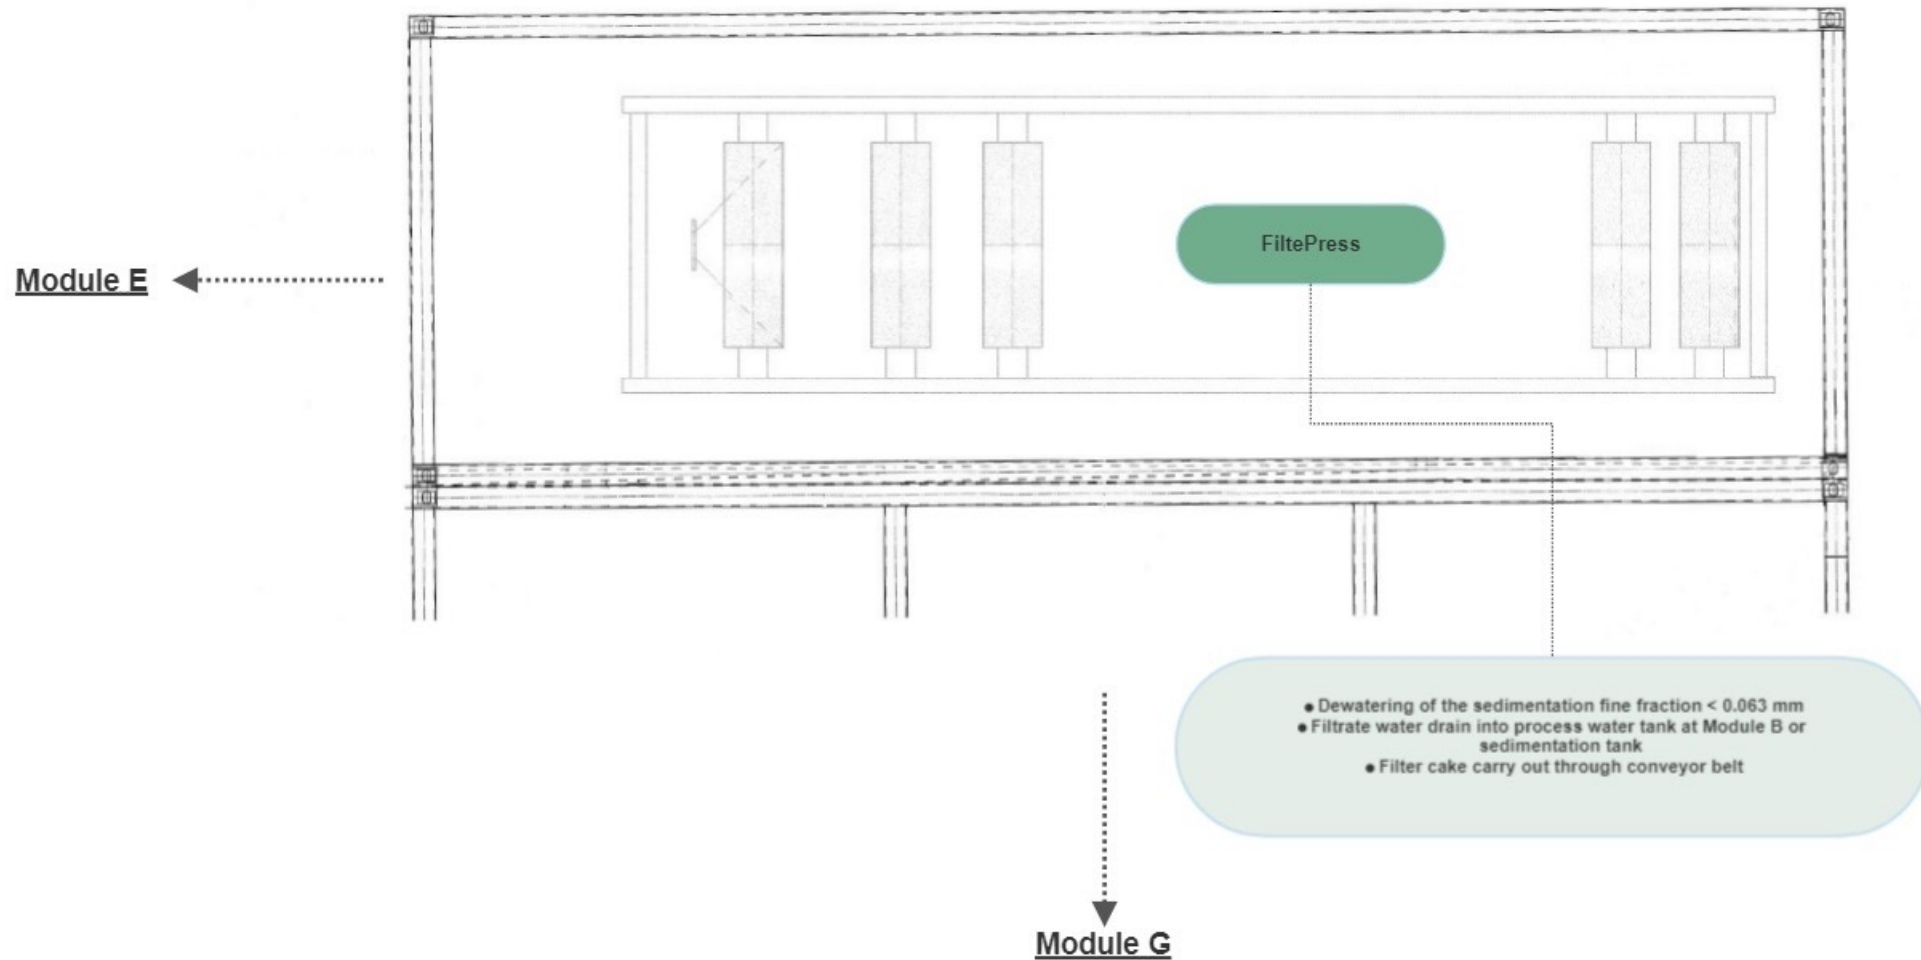 FiltePress
Module E
● Dewatering of the sedimentation fine fraction < 0.063 mm
● Filtrate water drain into process water tank at Module B or
sedimentation tank
● Filter cake carry out through conveyor belt
Module G